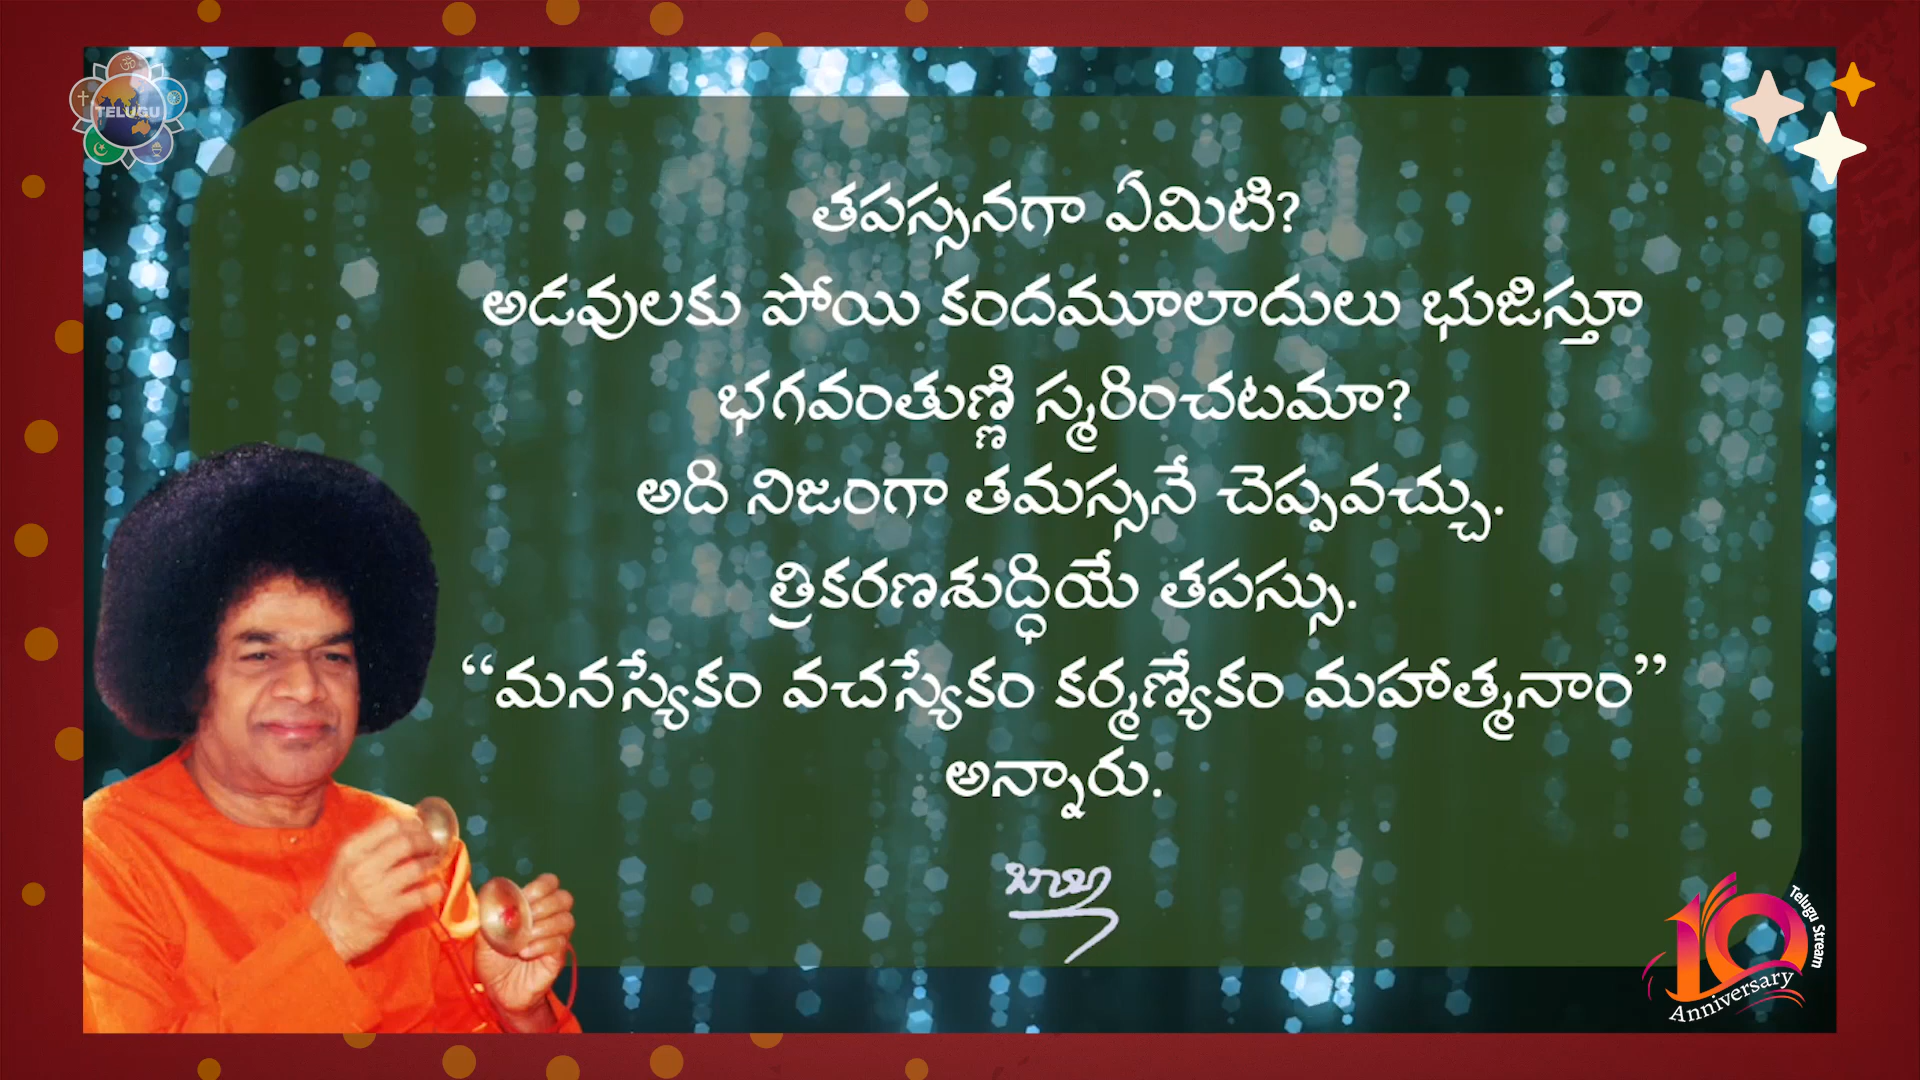 TELUGU
తపస్సనగా ఏమిటి?
అడవులకు పోయి కందమూలాదులు భుజిస్తూ
భగవంతుణ్ణి స్మరించటమా?
అది నిజంగా తమస్సనే చెప్పవచ్చు.
త్రికరణశుద్ధియే తపస్సు.
“మనస్యేకం వచస్యేకం కర్మణ్యేకం మహాత్మనాం”
అన్నారు.
బాబా
10
Telugu Stream
Anniversary